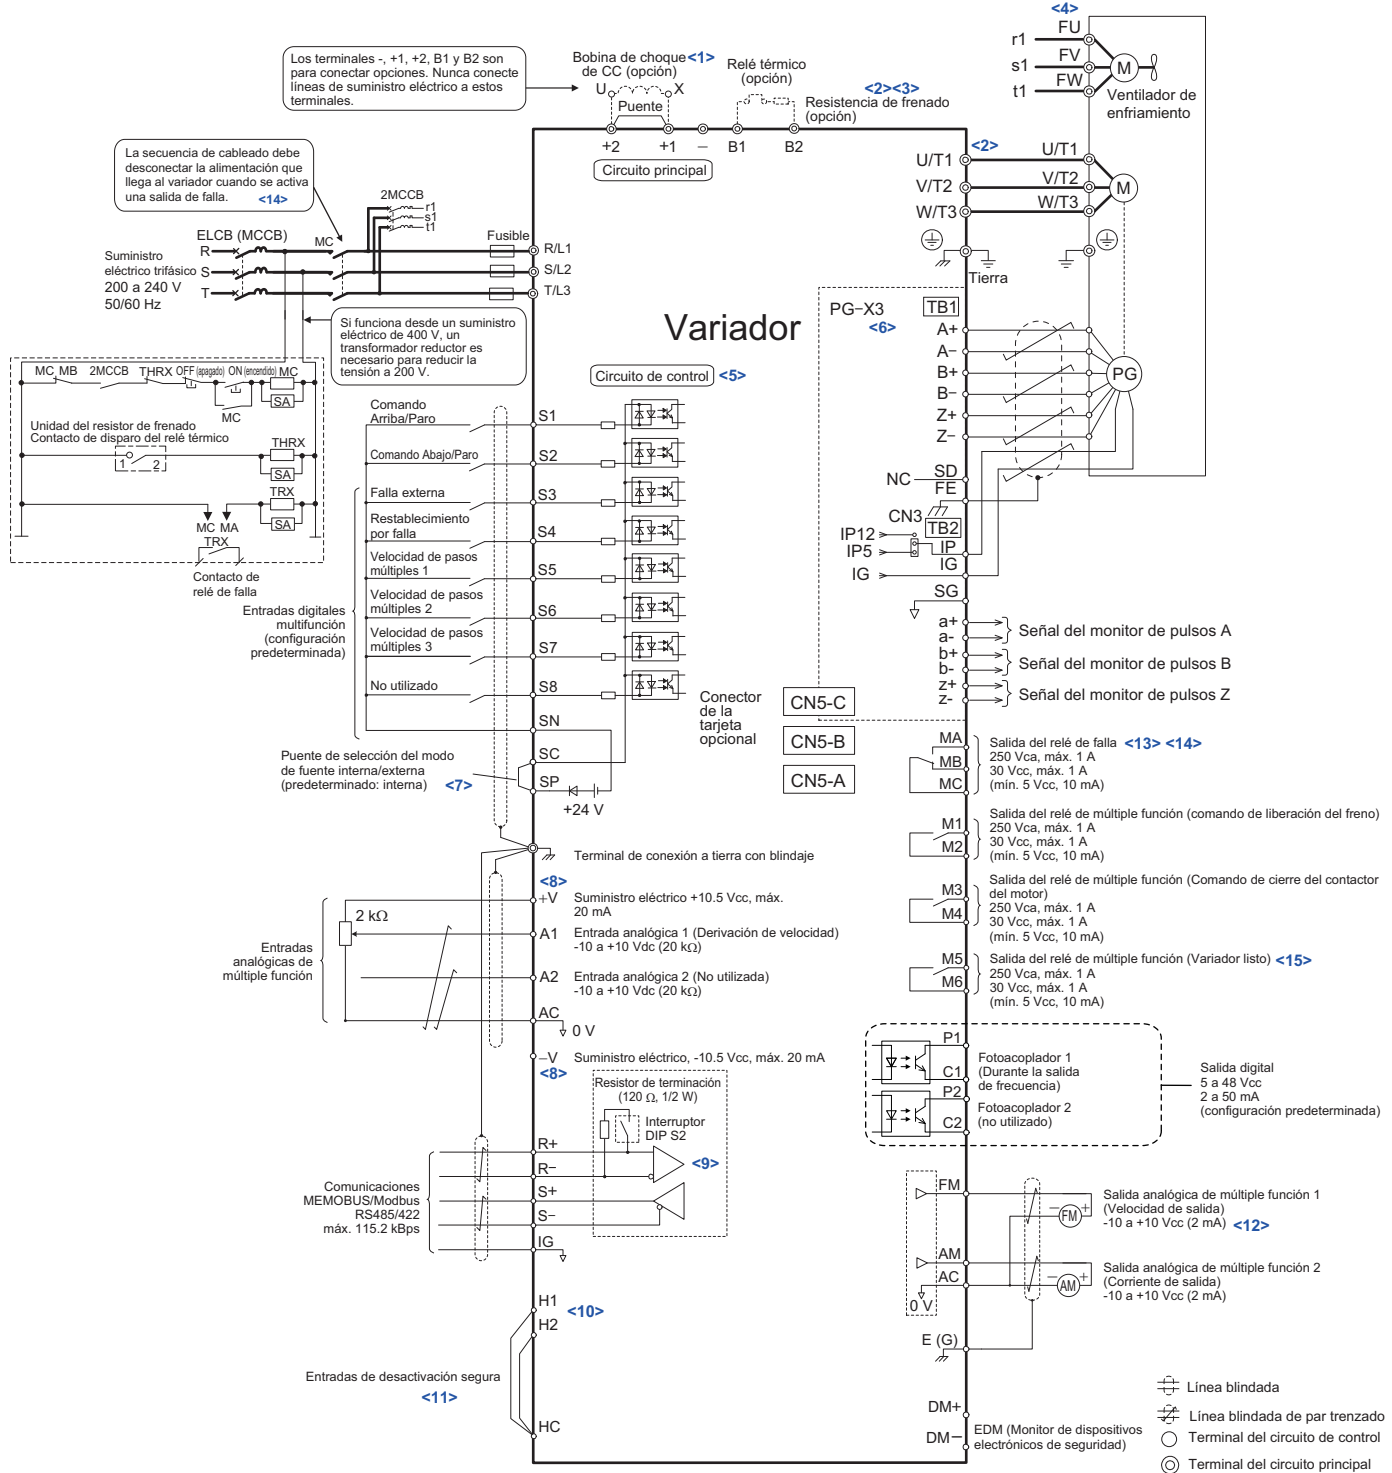 <4>
FU
r1
FV
s1
M
FW
t1
Ventilador de
enfriamiento
Los terminales -, +1, +2, B1 y B2 son
para conectar opciones. Nunca conecte
líneas de suministro eléctrico a estos
terminales.
Bobina de choque <1>
de CC (opción)
U X
Puente
Relé térmico
(opción)
<2><3>
Resistencia de frenado
(opción)
+2 +1 − B1 B2
Circuito principal
La secuencia de cableado debe
desconectar la alimentación que
llega al variador cuando se activa
una salida de falla. <14>
2MCCB
r1
s1
t1
ELCB (MCCB)
MC
Fusible
R
S
T
R/L1
S/L2
T/L3
Suministro
eléctrico trifásico
200 a 240 V
50/60 Hz
Si funciona desde un suministro
eléctrico de 400 V, un
transformador reductor es
necesario para reducir la
tensión a 200 V.
<2>
U/T1 U/T1
V/T2 V/T2
W/T3 W/T3
M
Tierra
Variador
MC MB 2MCCB THRX OFF (apagado) ON (encendido) MC
SA
MC
Unidad del resistor de frenado
Contacto de disparo del relé térmico
1 2
THRX
SA
TRX
SA
MC MA
TRX
Contacto de
relé de falla
Circuito de control <5>
Comando
Arriba/Paro
S1
Comando Abajo/Paro
S2
Falla externa
S3
Restablecimiento
por falla
S4
Velocidad de pasos
múltiples 1
S5
Velocidad de pasos
múltiples 2
S6
Velocidad de pasos
múltiples 3
S7
No utilizado
S8
Entradas digitales
multifunción
(configuración
predeterminada)
SN
SC
SP
+24 V
Puente de selección del modo
de fuente interna/externa
(predeterminado: interna) <7>
Terminal de conexión a tierra con blindaje
PG−X3
<6>
TB1
A+
A−
B+
B−
Z+
Z−
PG
NC SD
FE
CN3
TB2
IP12
IP5
IP
IG IG
SG
a+
a-
Señal del monitor de pulsos A
b+
b-
Señal del monitor de pulsos B
z+
z-
Señal del monitor de pulsos Z
Conector
de la
tarjeta
opcional
CN5-C
CN5-B
CN5-A
MA
MB
MC
Salida del relé de falla <13> <14>
250 Vca, máx. 1 A
30 Vcc, máx. 1 A
(mín. 5 Vcc, 10 mA)
M1
M2
Salida del relé de múltiple función (comando de liberación del freno)
250 Vca, máx. 1 A
30 Vcc, máx. 1 A
(mín. 5 Vcc, 10 mA)
M3
M4
Salida del relé de múltiple función (Comando de cierre del contactor
del motor)
250 Vca, máx. 1 A
30 Vcc, máx. 1 A
(mín. 5 Vcc, 10 mA)
M5
M6
Salida del relé de múltiple función (Variador listo) <15>
250 Vca, máx. 1 A
30 Vcc, máx. 1 A
(mín. 5 Vcc, 10 mA)
<8>
+V
Suministro eléctrico +10.5 Vcc, máx.
20 mA
2 kΩ
A1
Entrada analógica 1 (Derivación de velocidad)
-10 a +10 Vdc (20 kΩ)
Entradas
analógicas de
múltiple función
A2
Entrada analógica 2 (No utilizada)
-10 a +10 Vdc (20 kΩ)
AC
0 V
−V
<8>
Suministro eléctrico, -10.5 Vcc, máx. 20 mA
Resistor de terminación
(120 Ω, 1/2 W)
Interruptor
DIP S2
<9>
R+
R−
S+
S−
IG
Comunicaciones
MEMOBUS/Modbus
RS485/422
máx. 115.2 kBps
P1
C1
Fotoacoplador 1
(Durante la salida
de frecuencia)
P2
C2
Fotoacoplador 2
(no utilizado)
Salida digital
5 a 48 Vcc
2 a 50 mA
(configuración predeterminada)
FM
− +
FM
Salida analógica de múltiple función 1
(Velocidad de salida)
-10 a +10 Vcc (2 mA) <12>
AM
AC
0 V
− +
AM
Salida analógica de múltiple función 2
(Corriente de salida)
-10 a +10 Vcc (2 mA)
E (G)
H1
<10>
H2
Entradas de desactivación segura
<11>
HC
DM+
DM−
EDM (Monitor de dispositivos
electrónicos de seguridad)
Línea blindada
Línea blindada de par trenzado
Terminal del circuito de control
Terminal del circuito principal